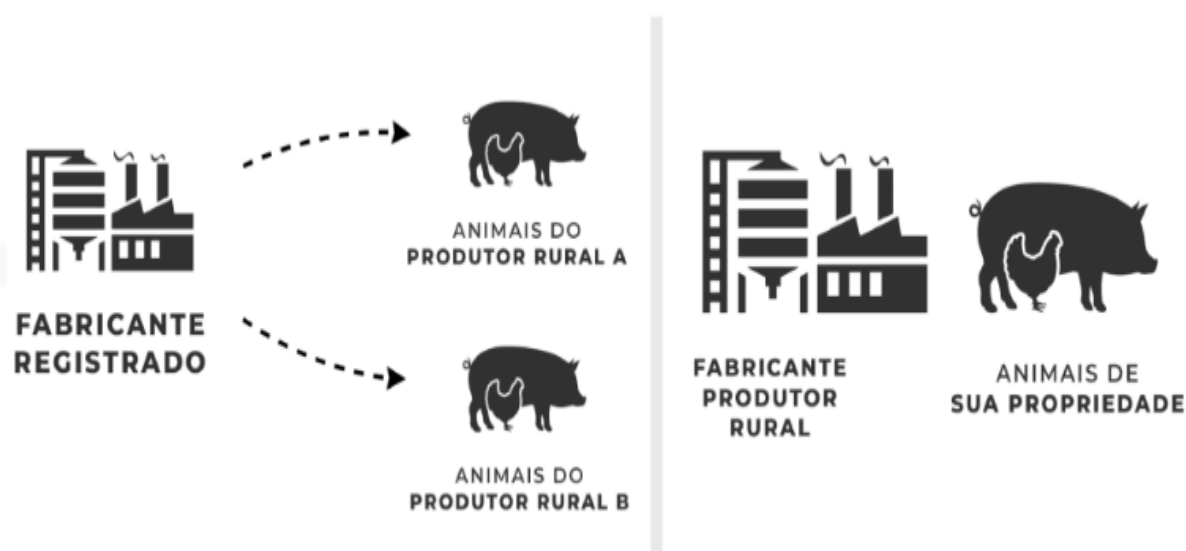 ANIMAIS DO
PRODUTOR RURAL A
FABRICANTE
REGISTRADO
ANIMAIS DO
PRODUTOR RURAL B
FABRICANTE
PRODUTOR
RURAL
ANIMAIS DE
SUA PROPRIEDADE